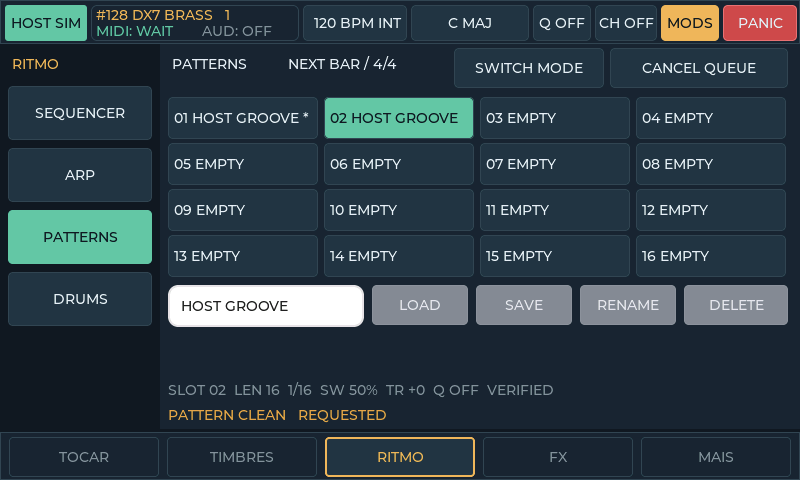 HOST SIM
#128 DX7 BRASS 1
MIDI: WAIT AUD: OFF
120 BPM INT
C MAJ
Q OFF
CH OFF
MODS
PANIC
RITMO
SEQUENCER
ARP
PATTERNS
DRUMS
PATTERNS NEXT BAR / 4/4
SWITCH MODE
CANCEL QUEUE
01 HOST GROOVE *
02 HOST GROOVE
03 EMPTY
04 EMPTY
05 EMPTY
06 EMPTY
07 EMPTY
08 EMPTY
09 EMPTY
10 EMPTY
11 EMPTY
12 EMPTY
13 EMPTY
14 EMPTY
15 EMPTY
16 EMPTY
HOST GROOVE
LOAD
SAVE
RENAME
DELETE
SLOT 02 LEN 16 1/16 SW 50% TR +0 Q OFF VERIFIED
PATTERN CLEAN REQUESTED
TOCAR
TIMBRES
RITMO
FX
MAIS